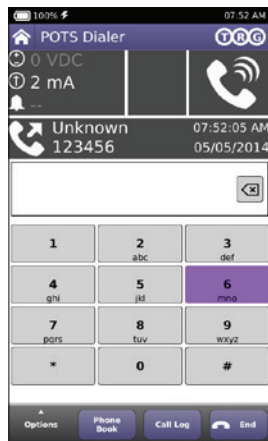 100% 07:52 AM
POTS Dialer TRG
0 VDC
2 mA
--
Unknown 07:52:05 AM
123456 05/05/2014
1 2 3
abc def
4 5 6
ghi jkl mno
7 8 9
pqrs tuv wxyz
* 0 #
Options Phone Book Call Log End